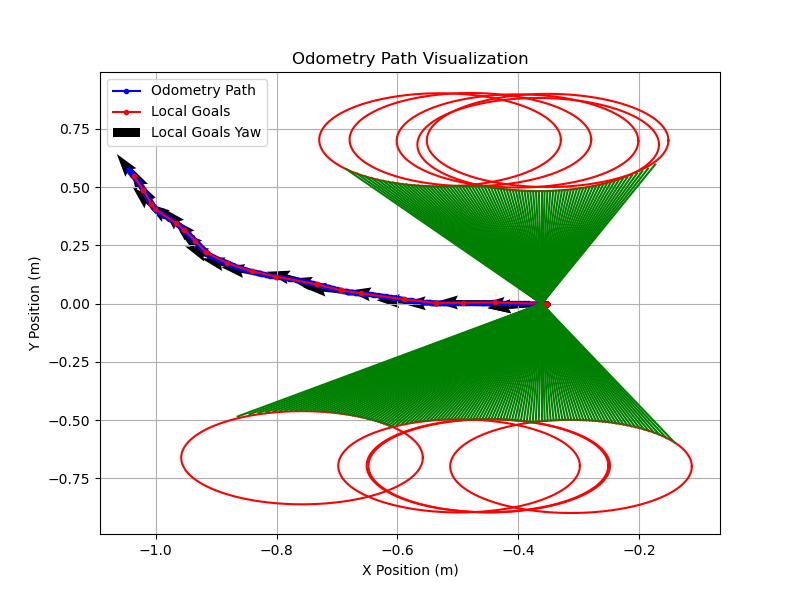 Odometry Path Visualization
Odometry Path
Local Goals
Local Goals Yaw
Y Position (m)
0.75
0.50
0.25
0.00
−0.25
−0.50
−0.75
−1.0 −0.8 −0.6 −0.4 −0.2
X Position (m)